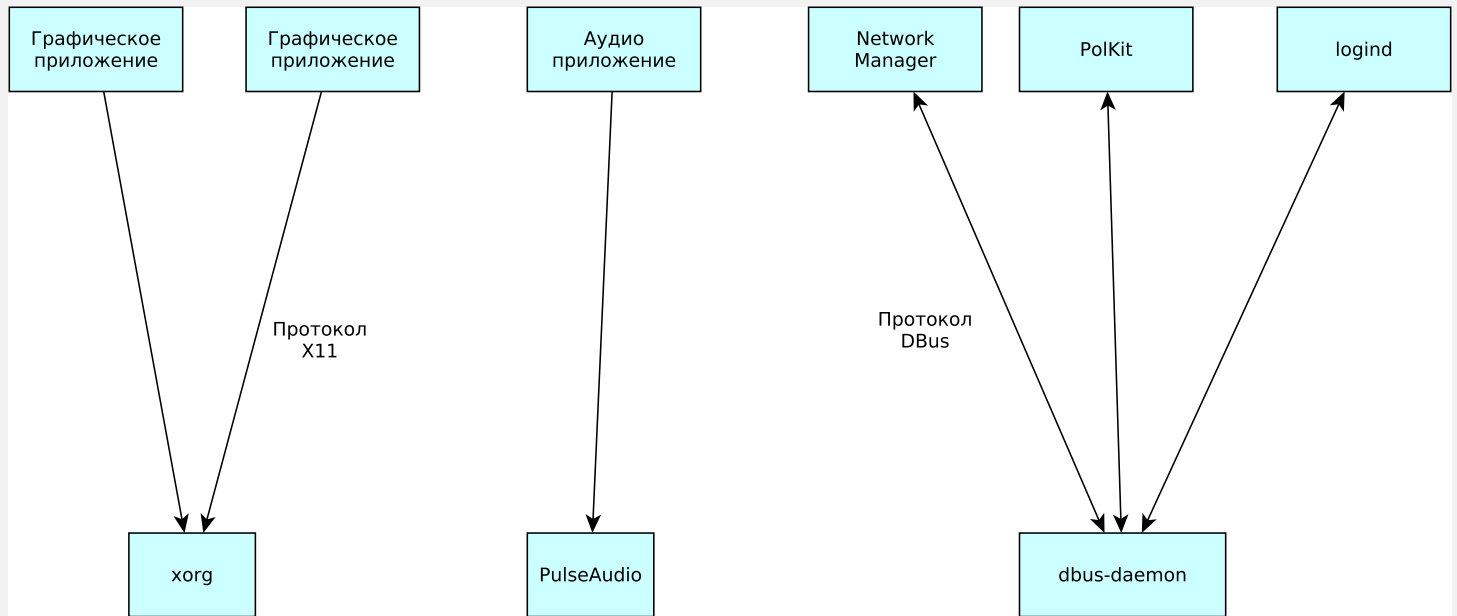 Графическое
приложение
Графическое
приложение
Аудио
приложение
Network
Manager
PolKit
logind
Протокол
X11
Протокол
DBus
xorg
PulseAudio
dbus-daemon